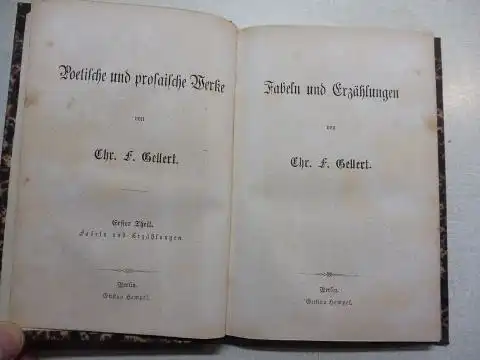 Poetische und prosaische Werke
von
Chr. F. Gellert.
Erster Theil.
Fabeln und Erzählungen
Berlin.
Gustav Hempel.
Fabeln und Erzählungen
von
Chr. F. Gellert.
Berlin.
Gustav Hempel.